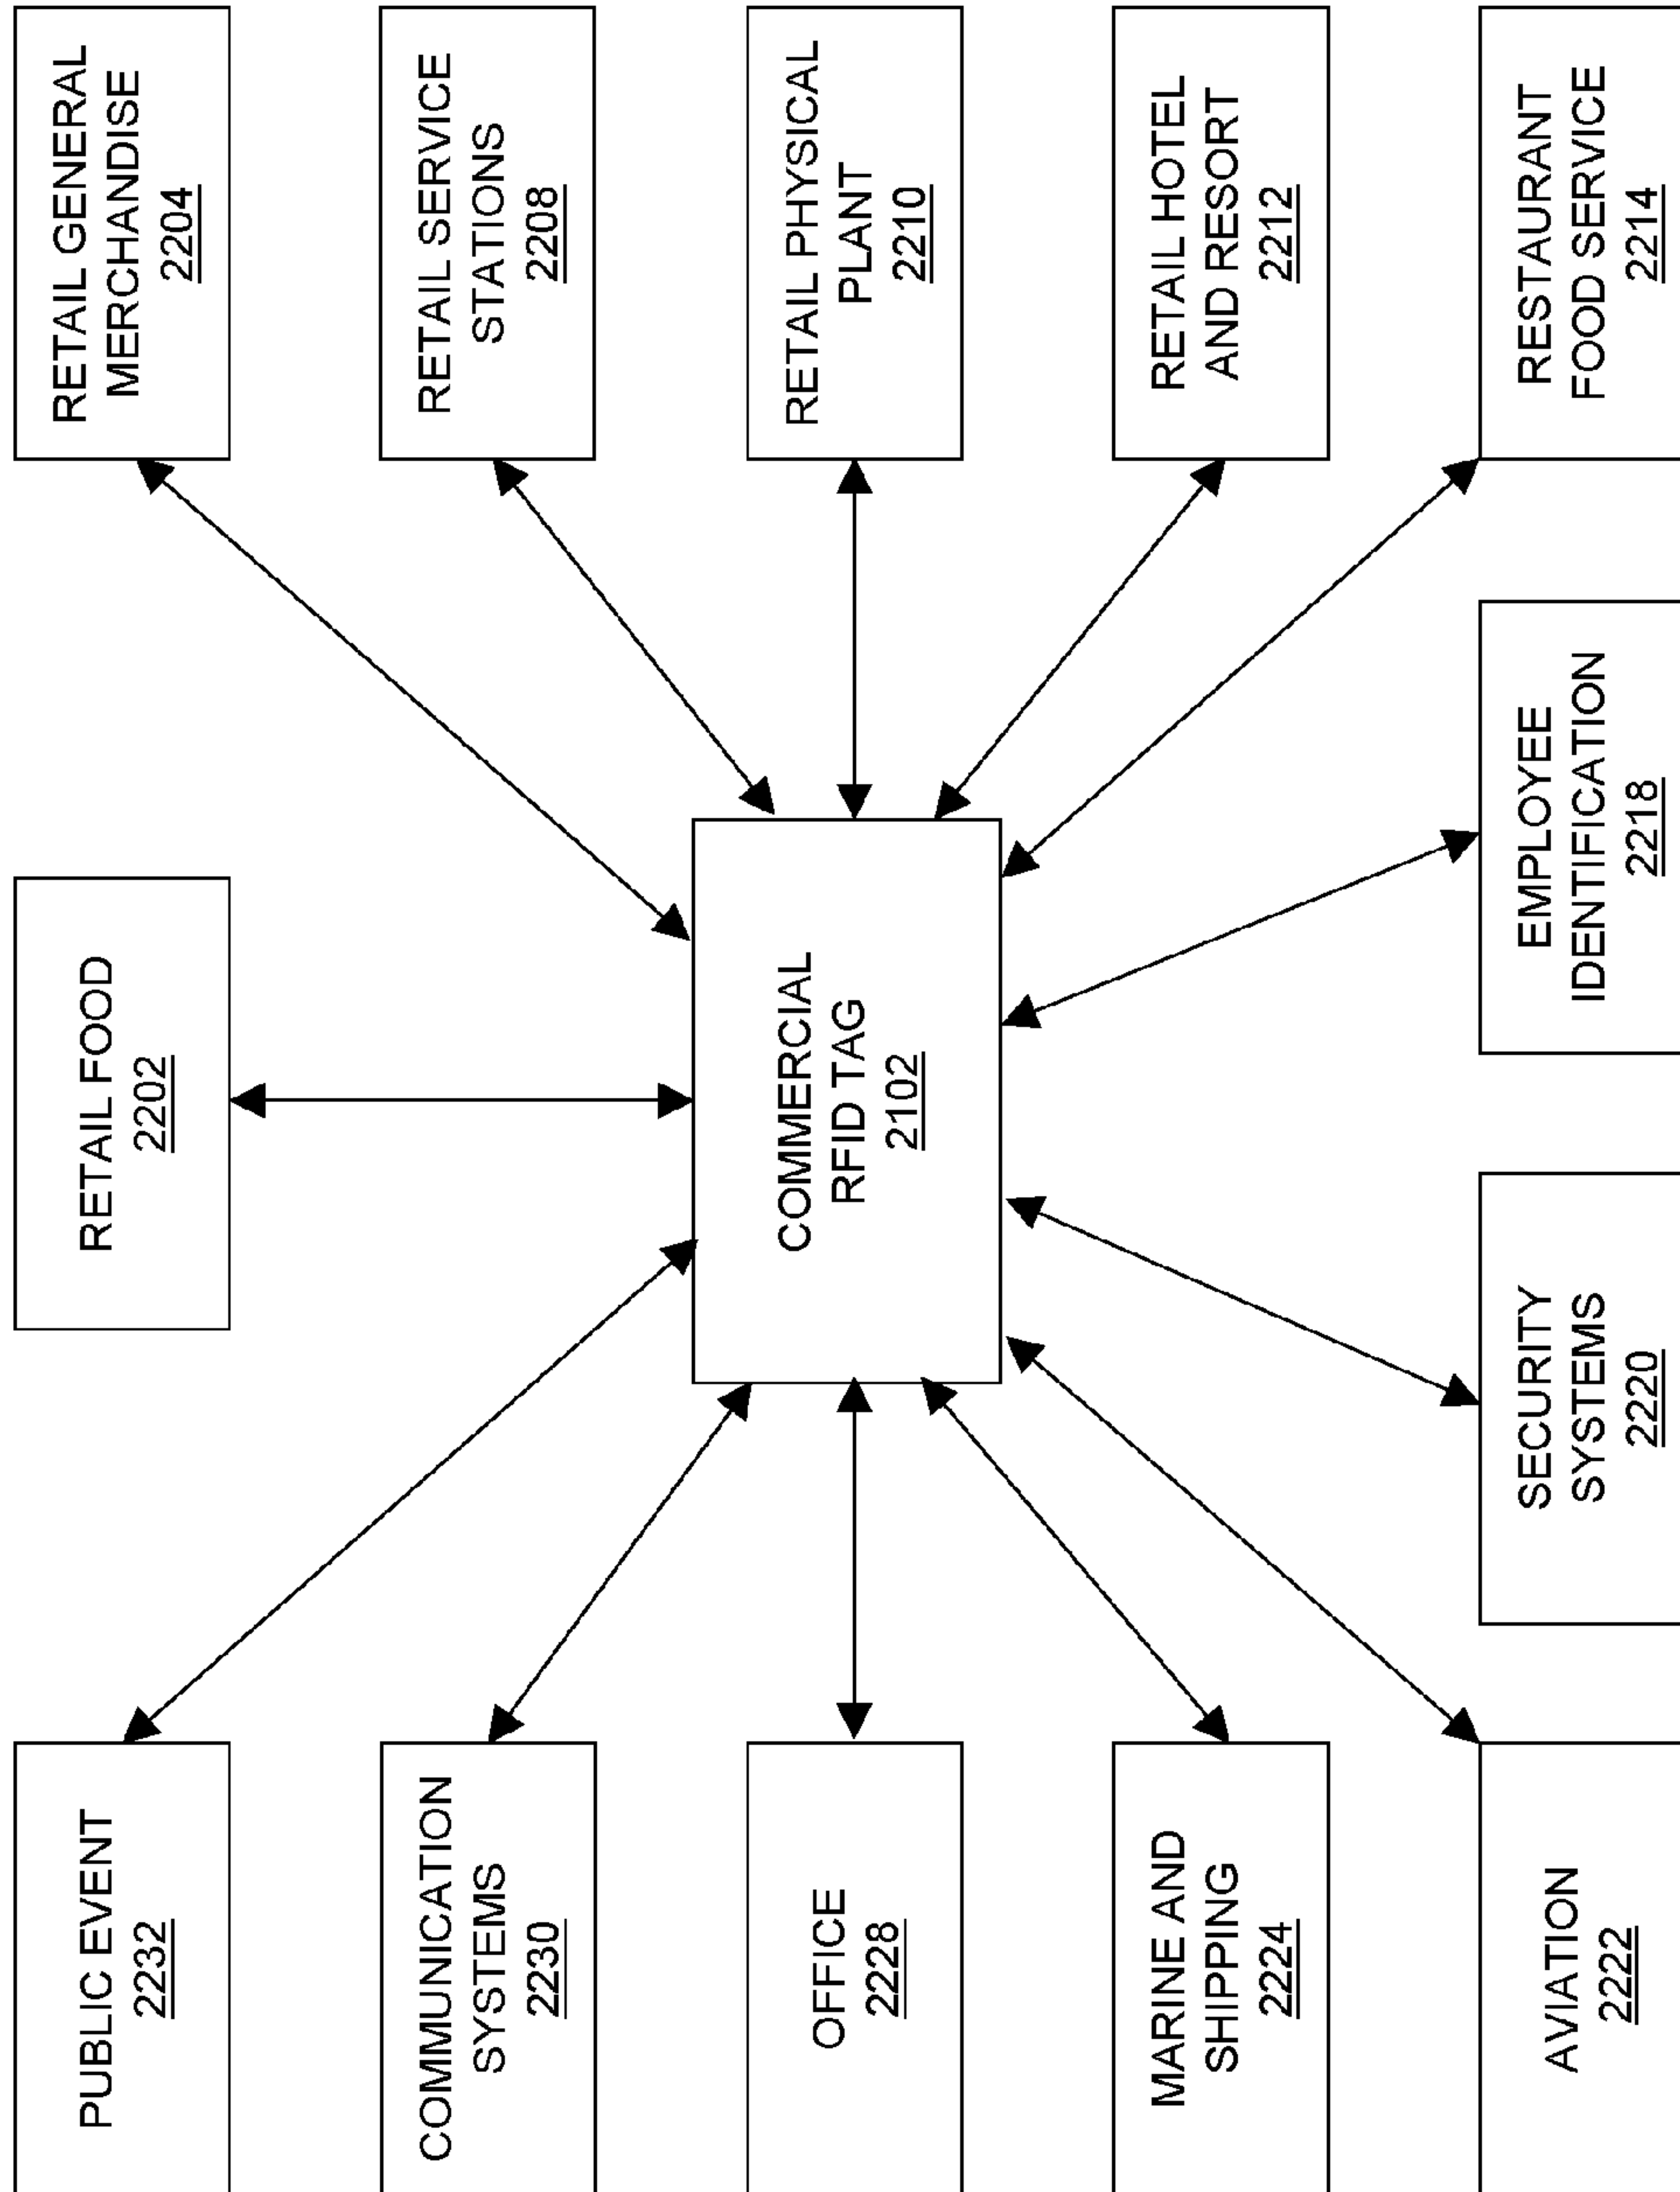 PUBLIC EVENT
2232
RETAIL FOOD
2202
RETAIL GENERAL
MERCHANDISE
2204
COMMUNICATION
SYSTEMS
2230
RETAIL SERVICE
STATIONS
2208
OFFICE
2228
COMMERCIAL
RFID TAG
2102
RETAIL PHYSICAL
PLANT
2210
MARINE AND
SHIPPING
2224
RETAIL HOTEL
AND RESORT
2212
AVIATION
2222
SECURITY
SYSTEMS
2220
EMPLOYEE
IDENTIFICATION
2218
RESTAURANT
FOOD SERVICE
2214